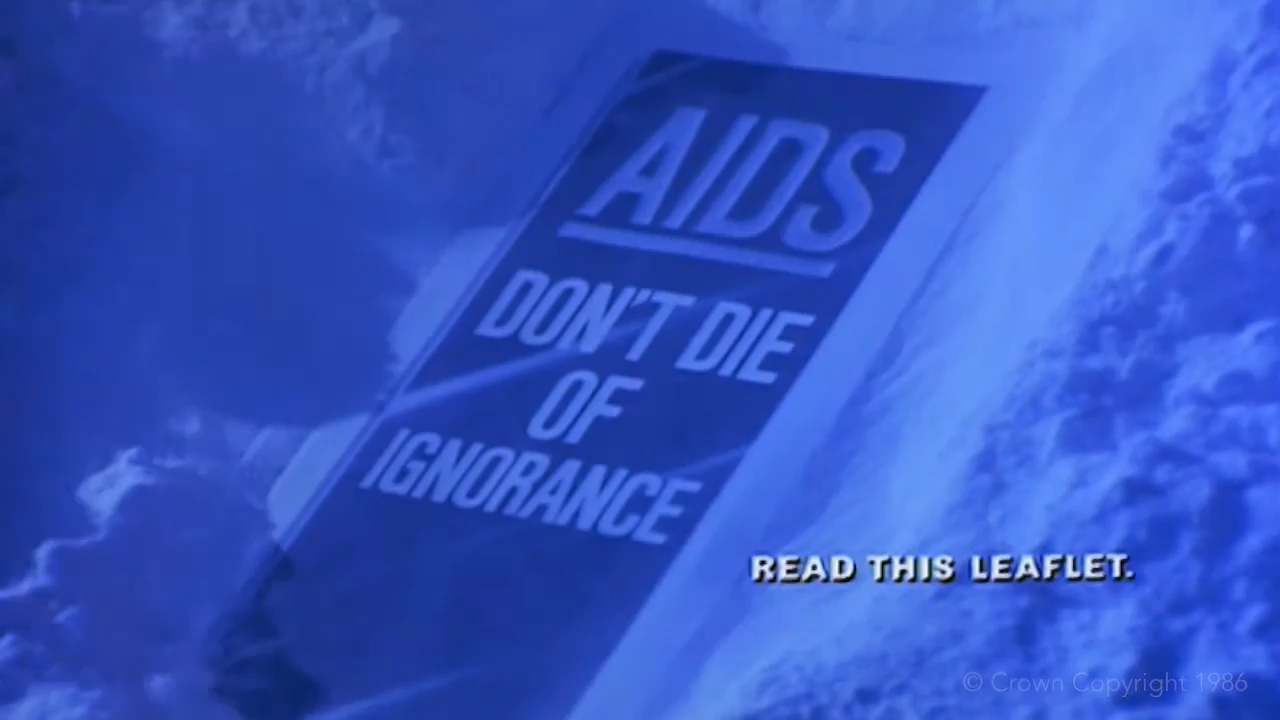 AIDS
DON'T DIE
OF
IGNORANCE
READ THIS LEAFLET.
© Crown Copyright 1986